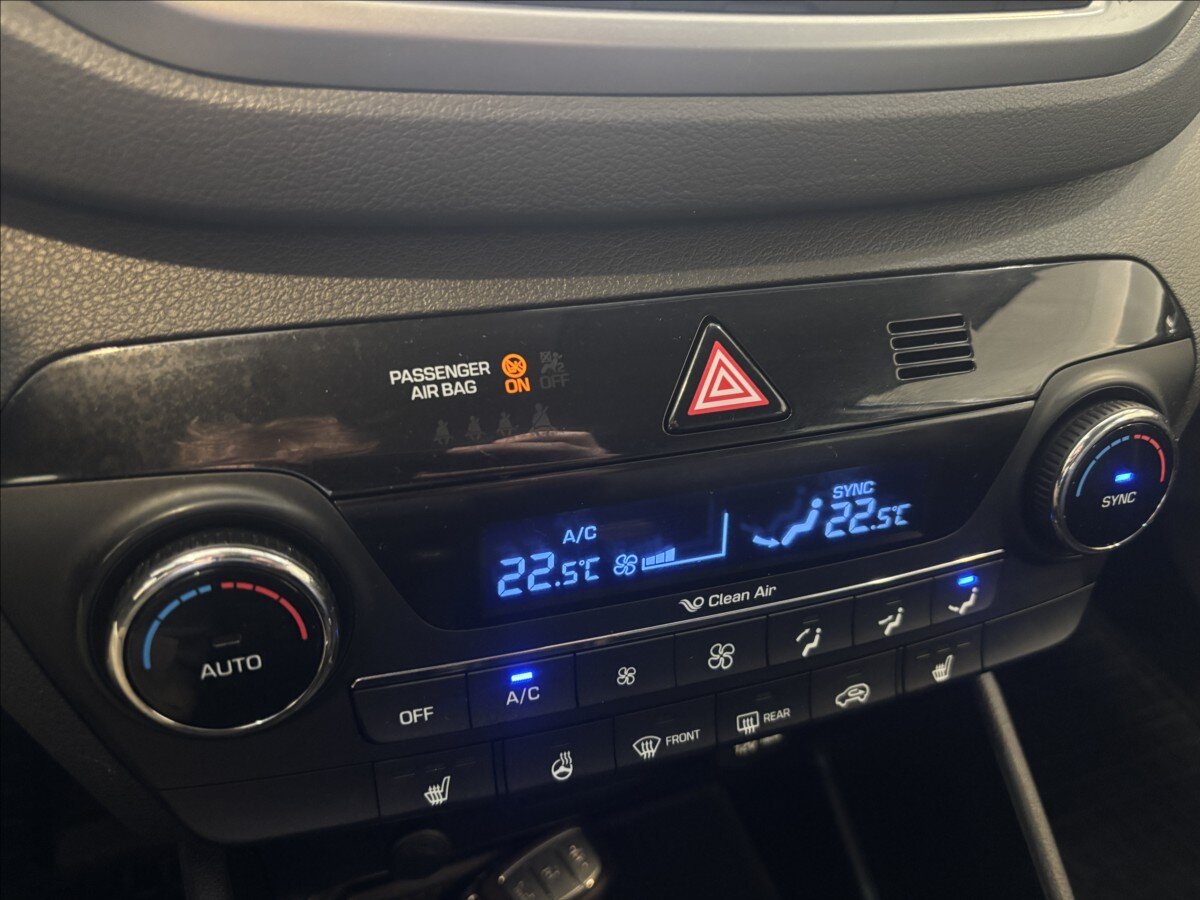 PASSENGER
AIR BAG
ON
OFF
A/C
22.5°C
SYNC
22.5°C
SYNC
Clean Air
AUTO
OFF
A/C
FRONT
REAR